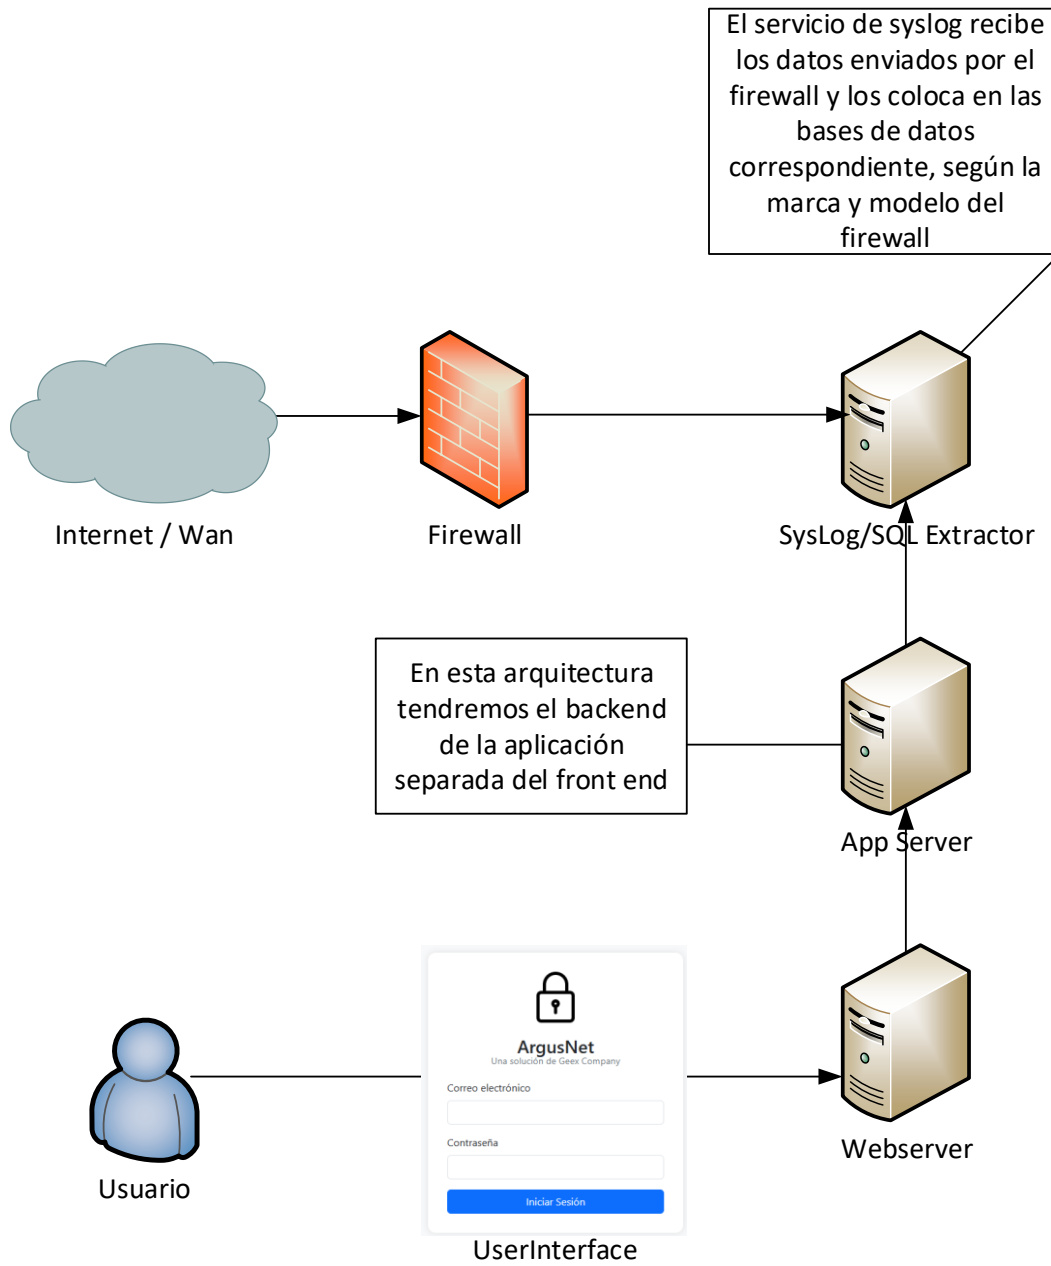 El servicio de syslog recibe
los datos enviados por el
firewall y los coloca en las
bases de datos
correspondiente, según la
marca y modelo del
firewall
Internet / Wan
Firewall
SysLog/SQL Extractor
En esta arquitectura
tendremos el backend
de la aplicación
separada del front end
App Server
ArgusNet
Una solución de Geex Company
Correo electrónico
Contraseña
Iniciar Sesión
Webserver
Usuario
UserInterface